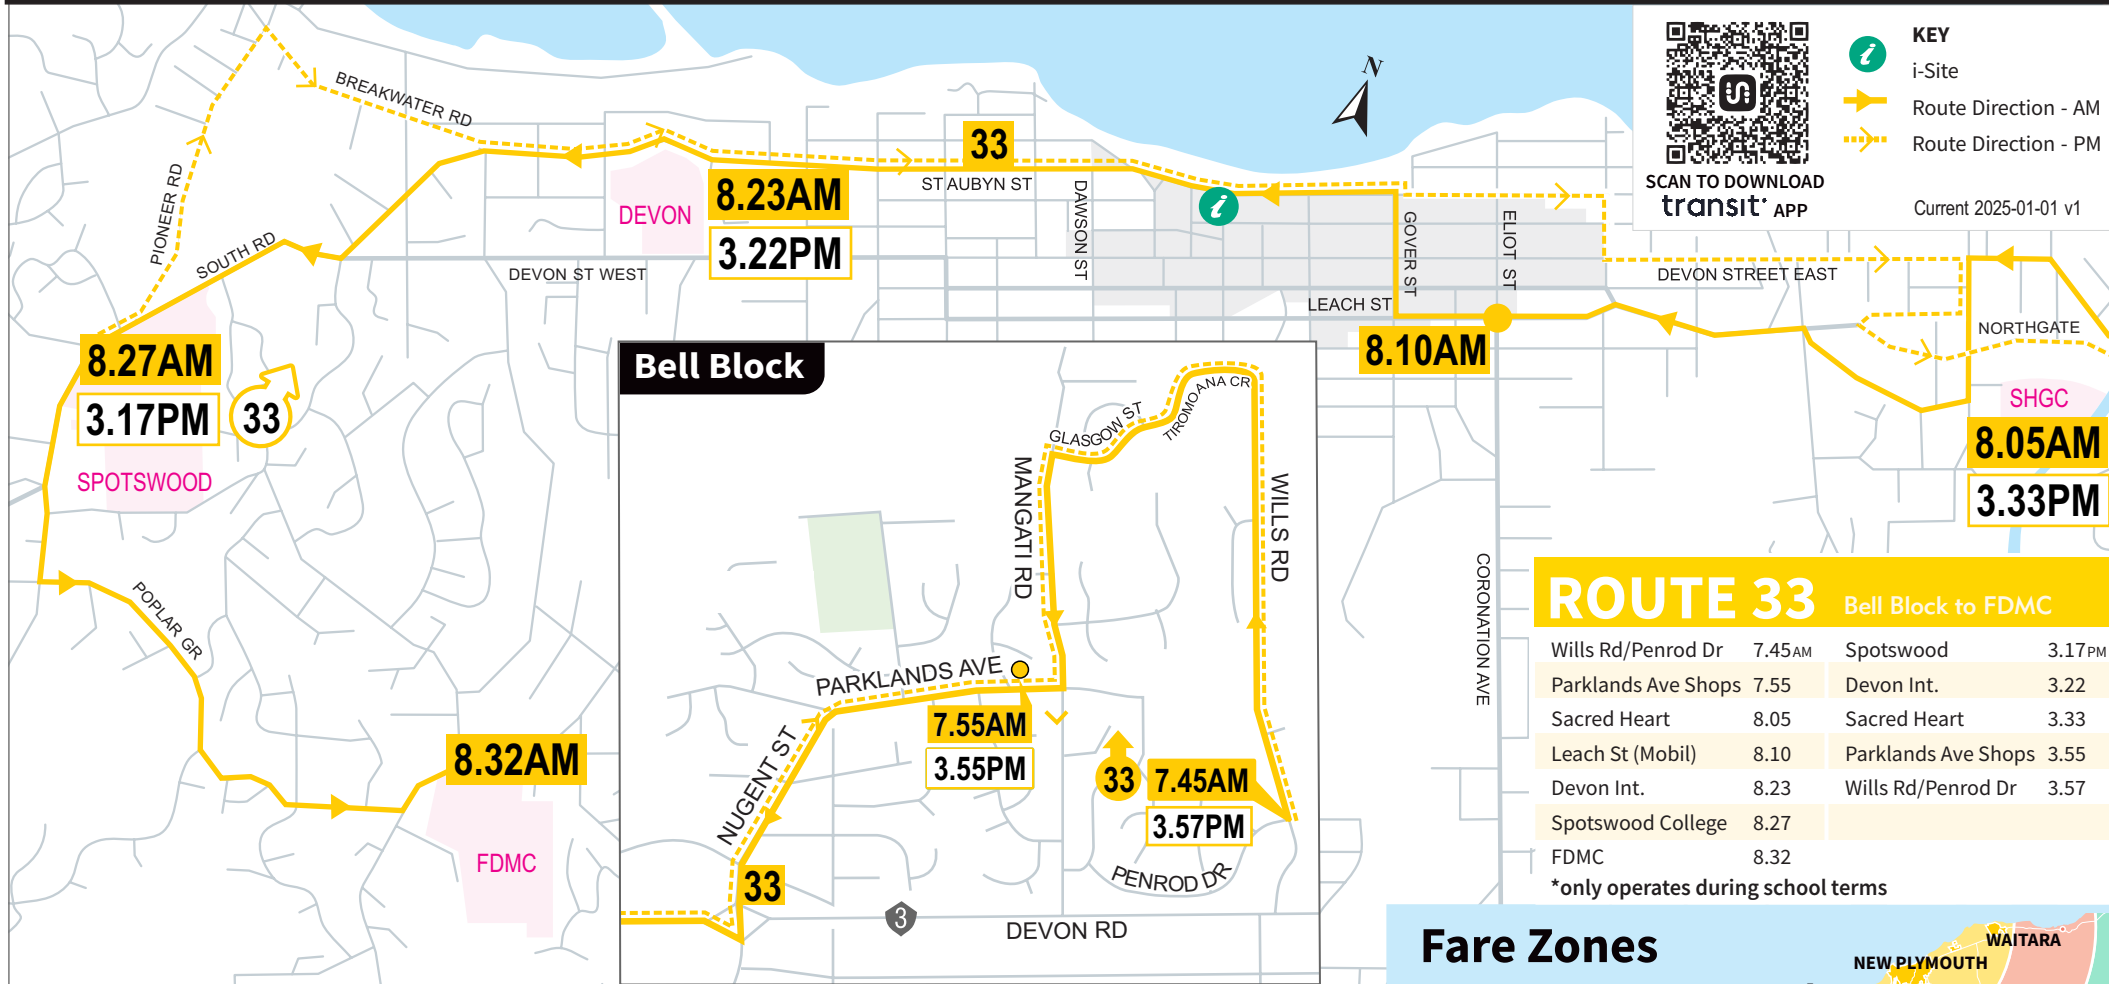 KEY
i-Site
Route Direction - AM
Route Direction - PM
SCAN TO DOWNLOAD
transit APP
Current 2025-01-01 v1
N
BREAKWATER RD
PIONEER RD
SOUTH RD
33
ST AUBYN ST
DEVON
8.23AM
3.22PM
DEVON ST WEST
DAWSON ST
i
GOVER ST
ELIOT ST
LEACH ST
DEVON STREET EAST
NORTHGATE
8.10AM
SHGC
8.05AM
3.33PM
8.27AM
3.17PM
33
SPOTSWOOD
POPLAR GR
8.32AM
FDMC
CORONATION AVE
Bell Block
GLASGOW ST
TIROMOANA CR
MANGATI RD
WILLS RD
PARKLANDS AVE
7.55AM
3.55PM
NUGENT ST
33
7.45AM
3.57PM
PENROD DR
33
3
DEVON RD
ROUTE 33 Bell Block to FDMC
Wills Rd/Penrod Dr 7.45AM Spotswood 3.17PM
Parklands Ave Shops 7.55 Devon Int. 3.22
Sacred Heart 8.05 Sacred Heart 3.33
Leach St (Mobil) 8.10 Parklands Ave Shops 3.55
Devon Int. 8.23 Wills Rd/Penrod Dr 3.57
Spotswood College 8.27
FDMC 8.32
*only operates during school terms
Fare Zones
WAITARA
NEW PLYMOUTH